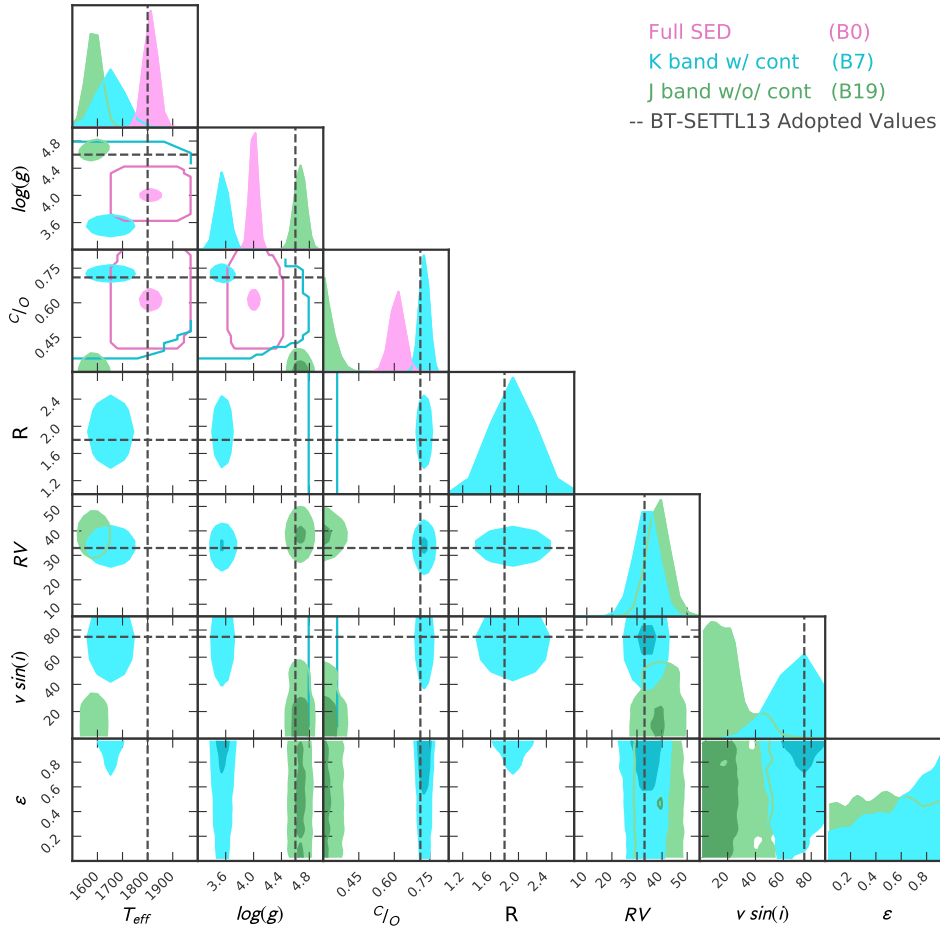 Full SED (B0)
K band w/ cont (B7)
J band w/o/ cont (B19)
-- BT-SETTL13 Adopted Values
log(g)
4.8
4.4
4.0
3.6
C/O
0.75
0.60
0.45
R
2.4
2.0
1.6
1.2
RV
50
40
30
20
10
v sin(i)
80
60
40
20
ε
0.8
0.6
0.4
0.2
1600 1700 1800 1900 3.6 4.0 4.4 4.8 0.45 0.60 0.75 1.2 1.6 2.0 2.4 10 20 30 40 50 20 40 60 80 0.2 0.4 0.6 0.8
Teff log(g) C/O R RV v sin(i) ε